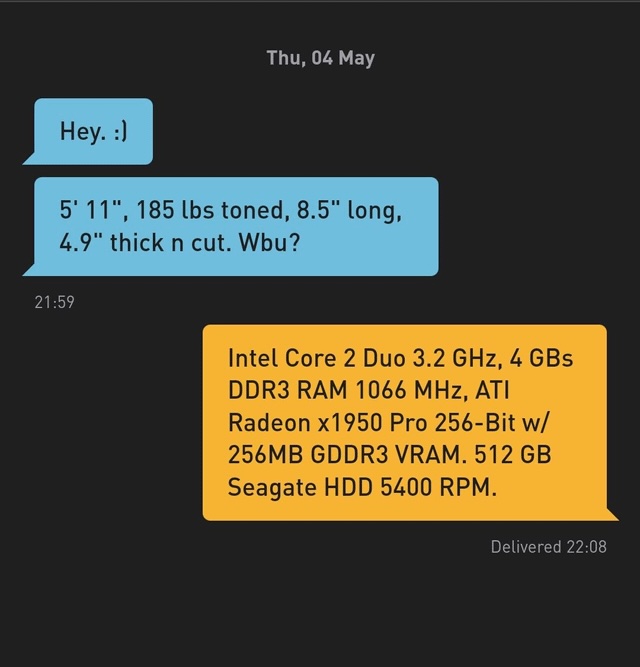 Thu, 04 May
Hey. :)
5' 11", 185 lbs toned, 8.5" long,
4.9" thick n cut. Wbu?
21:59
Intel Core 2 Duo 3.2 GHz, 4 GBs
DDR3 RAM 1066 MHz, ATI
Radeon x1950 Pro 256-Bit w/
256MB GDDR3 VRAM. 512 GB
Seagate HDD 5400 RPM.
Delivered 22:08